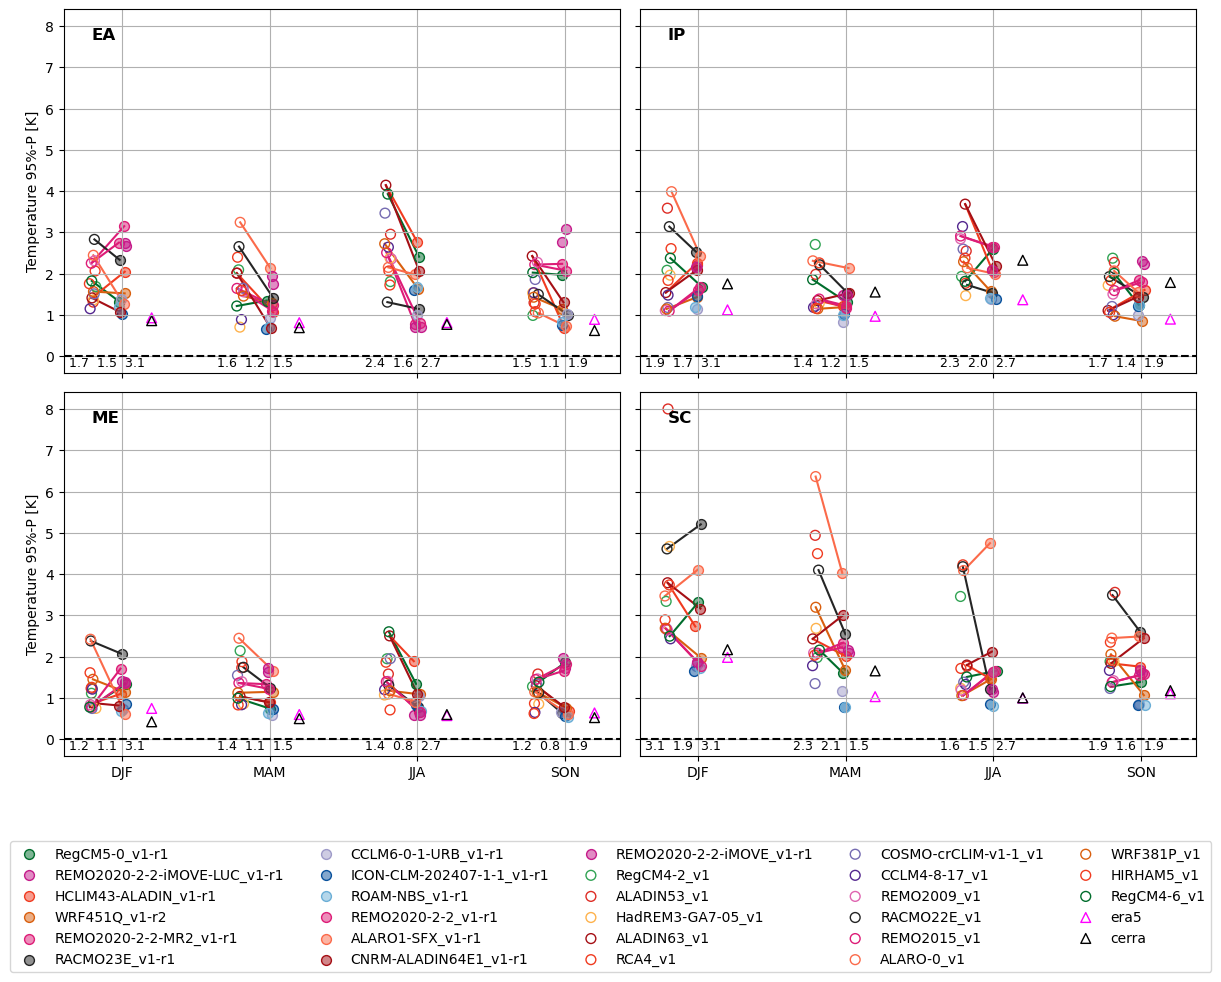 EA
IP
8
7
6
5
4
3
2
1
0
Temperature 95%-P [K]
1.7 1.5 3.1 1.6 1.2 1.5 2.4 1.6 2.7 1.5 1.1 1.9
1.9 1.7 3.1 1.4 1.2 1.5 2.3 2.0 2.7 1.7 1.4 1.9
ME
SC
8
7
6
5
4
3
2
1
0
Temperature 95%-P [K]
1.2 1.1 3.1 1.4 1.1 1.5 1.4 0.8 2.7 1.2 0.8 1.9
3.1 1.9 3.1 2.3 2.1 1.5 1.6 1.5 2.7 1.9 1.6 1.9
DJF MAM JJA SON
DJF MAM JJA SON
RegCM5-0_v1-r1
REMO2020-2-2-iMOVE-LUC_v1-r1
HCLIM43-ALADIN_v1-r1
WRF451Q_v1-r2
REMO2020-2-2-MR2_v1-r1
RACMO23E_v1-r1
CCLM6-0-1-URB_v1-r1
ICON-CLM-202407-1-1_v1-r1
ROAM-NBS_v1-r1
REMO2020-2-2_v1-r1
ALARO1-SFX_v1-r1
CNRM-ALADIN64E1_v1-r1
REMO2020-2-2-iMOVE_v1-r1
RegCM4-2_v1
ALADIN53_v1
HadREM3-GA7-05_v1
ALADIN63_v1
RCA4_v1
COSMO-crCLIM-v1-1_v1
CCLM4-8-17_v1
REMO2009_v1
RACMO22E_v1
REMO2015_v1
ALARO-0_v1
WRF381P_v1
HIRHAM5_v1
RegCM4-6_v1
era5
cerra